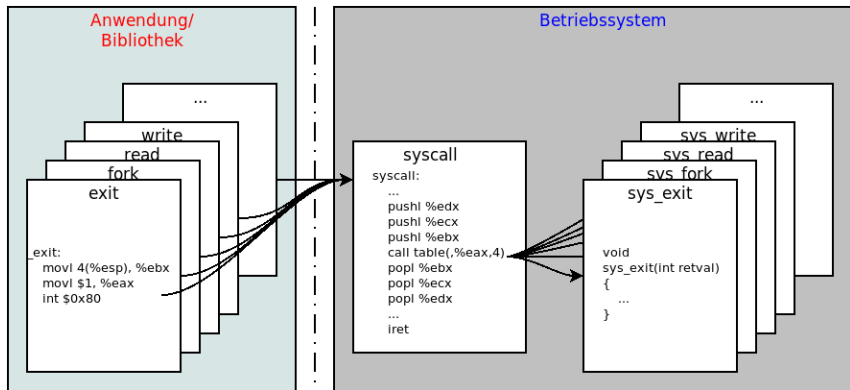 Anwendung/
Bibliothek
...
write
read
fork
exit
_exit:
movl 4(%esp), %ebx
movl $1, %eax
int $0x80
Betriebssystem
syscall
syscall:
...
pushl %edx
pushl %ecx
pushl %ebx
call table(,%eax,4)
popl %ebx
popl %ecx
popl %edx
...
iret
...
sys_write
sys_read
sys_fork
sys_exit
void
sys_exit(int retval)
{
...
}